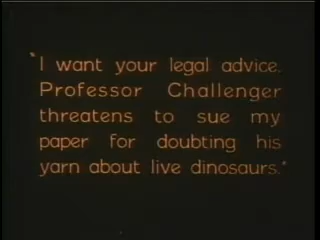 "I want your legal advice.
Professor Challenger
threatens to sue my
paper for doubting his
yarn about live dinosaurs."